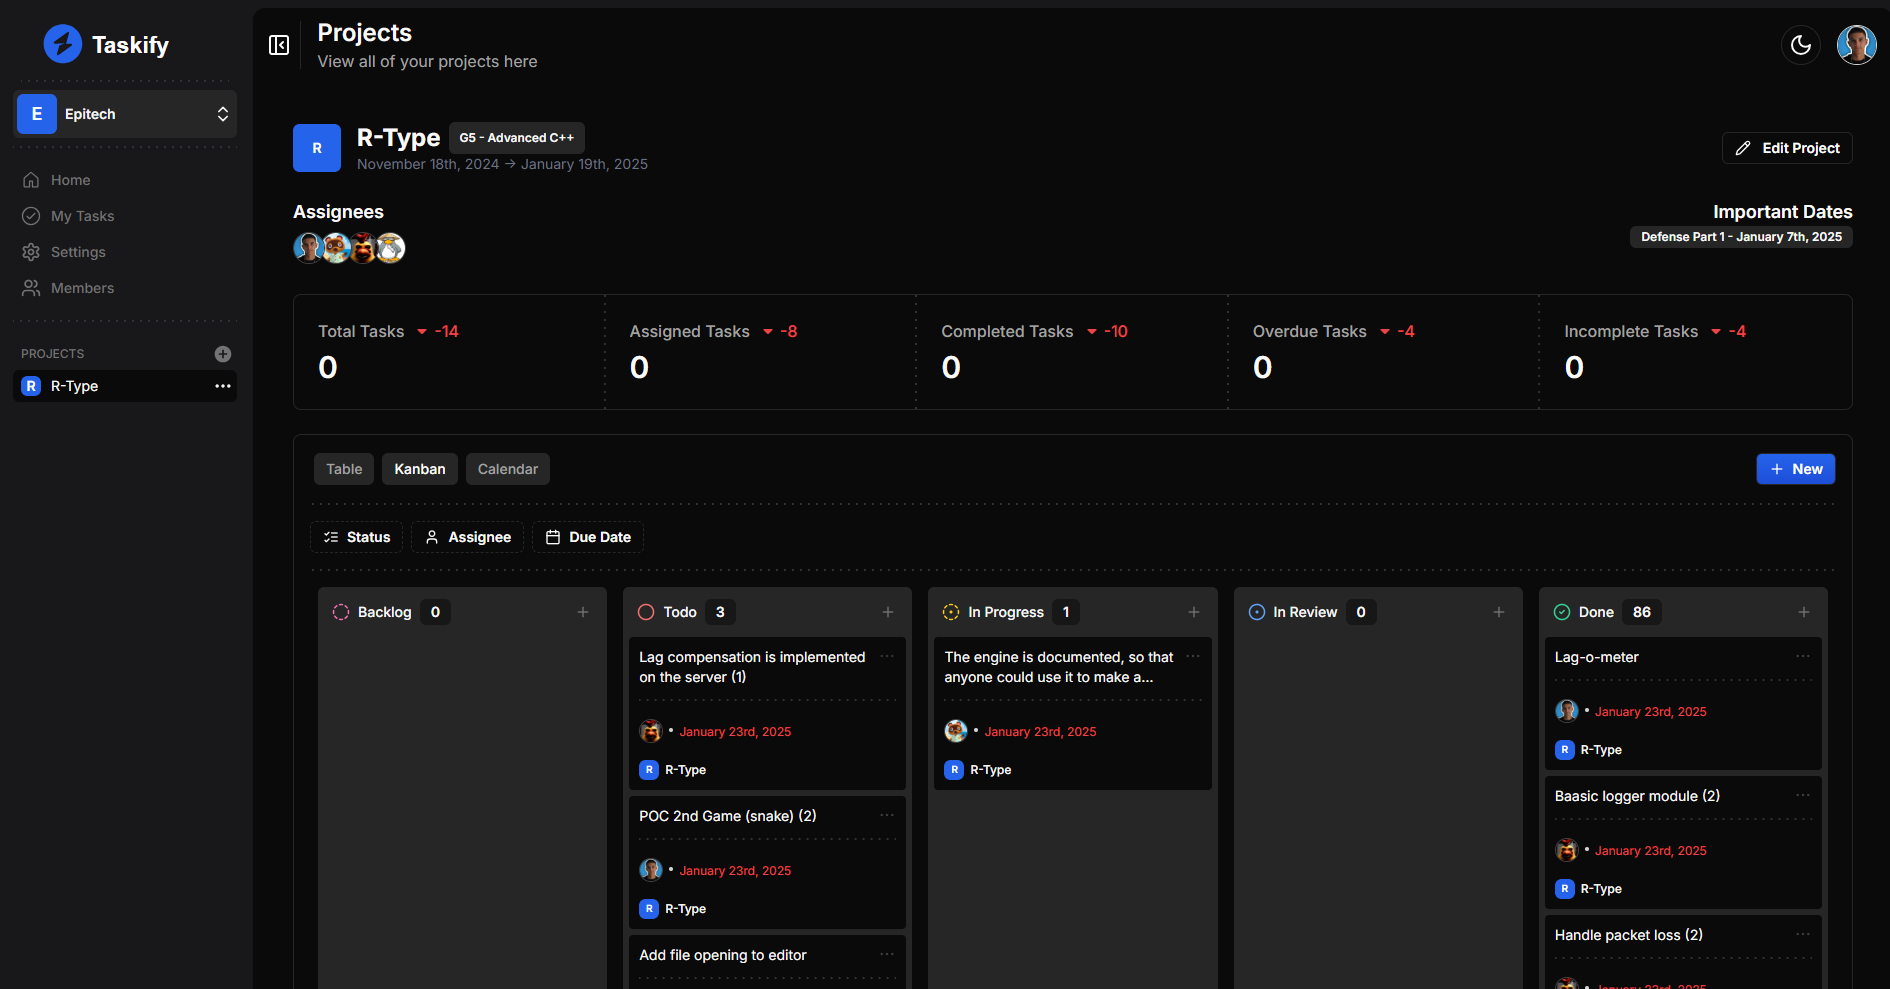 Taskify
E Epitech
Home
My Tasks
Settings
Members
PROJECTS
R R-Type
Projects
View all of your projects here
R
R-Type G5 - Advanced C++
November 18th, 2024 → January 19th, 2025
Edit Project
Assignees
Important Dates
Defense Part 1 - January 7th, 2025
Total Tasks -14
0
Assigned Tasks -8
0
Completed Tasks -10
0
Overdue Tasks -4
0
Incomplete Tasks -4
0
Table Kanban Calendar
+ New
Status Assignee Due Date
Backlog 0
Todo 3
Lag compensation is implemented
on the server (1)
• January 23rd, 2025
R R-Type
POC 2nd Game (snake) (2)
• January 23rd, 2025
R R-Type
Add file opening to editor
In Progress 1
The engine is documented, so that
anyone could use it to make a...
• January 23rd, 2025
R R-Type
In Review 0
Done 86
Lag-o-meter
• January 23rd, 2025
R R-Type
Baasic logger module (2)
• January 23rd, 2025
R R-Type
Handle packet loss (2)
• January 23rd, 2025